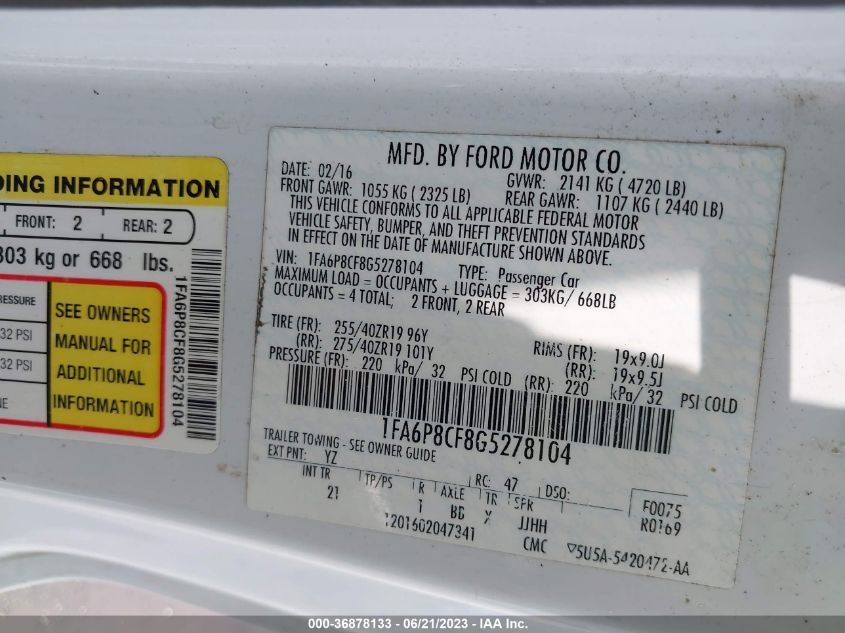 DING INFORMATION
FRONT: 2 REAR: 2
303 kg or 668 lbs.
PRESSURE
32 PSI
32 PSI
NE
SEE OWNERS
MANUAL FOR
ADDITIONAL
INFORMATION
1FA6P8CF8G5278104
MFD. BY FORD MOTOR CO.
DATE: 02/16 GVWR: 2141 KG ( 4720 LB)
FRONT GAWR: 1055 KG ( 2325 LB) REAR GAWR: 1107 KG ( 2440 LB)
THIS VEHICLE CONFORMS TO ALL APPLICABLE FEDERAL MOTOR
VEHICLE SAFETY, BUMPER, AND THEFT PREVENTION STANDARDS
IN EFFECT ON THE DATE OF MANUFACTURE SHOWN ABOVE.
VIN: 1FA6P8CF8G5278104 TYPE: Passenger Car
MAXIMUM LOAD = OCCUPANTS + LUGGAGE = 303KG/ 668LB
OCCUPANTS = 4 TOTAL; 2 FRONT, 2 REAR
TIRE (FR): 255/40ZR19 96Y RIMS (FR): 19x9.0J
(RR): 275/40ZR19 101Y (RR): 19x9.5J
PRESSURE (FR): 220 kPa/ 32 PSI COLD (RR): 220 kPa/ 32 PSI COLD
1FA6P8CF8G5278104
TRAILER TOWING - SEE OWNER GUIDE
EXT PNT: YZ RC: 47 DSO: F0075
INT TR TP/PS R AXLE TR SPR R0169
21 1 BG X JJHH
1201602047341 CMC ▽5U5A-5420472-AA
000-36878133 - 06/21/2023 - IAA Inc.